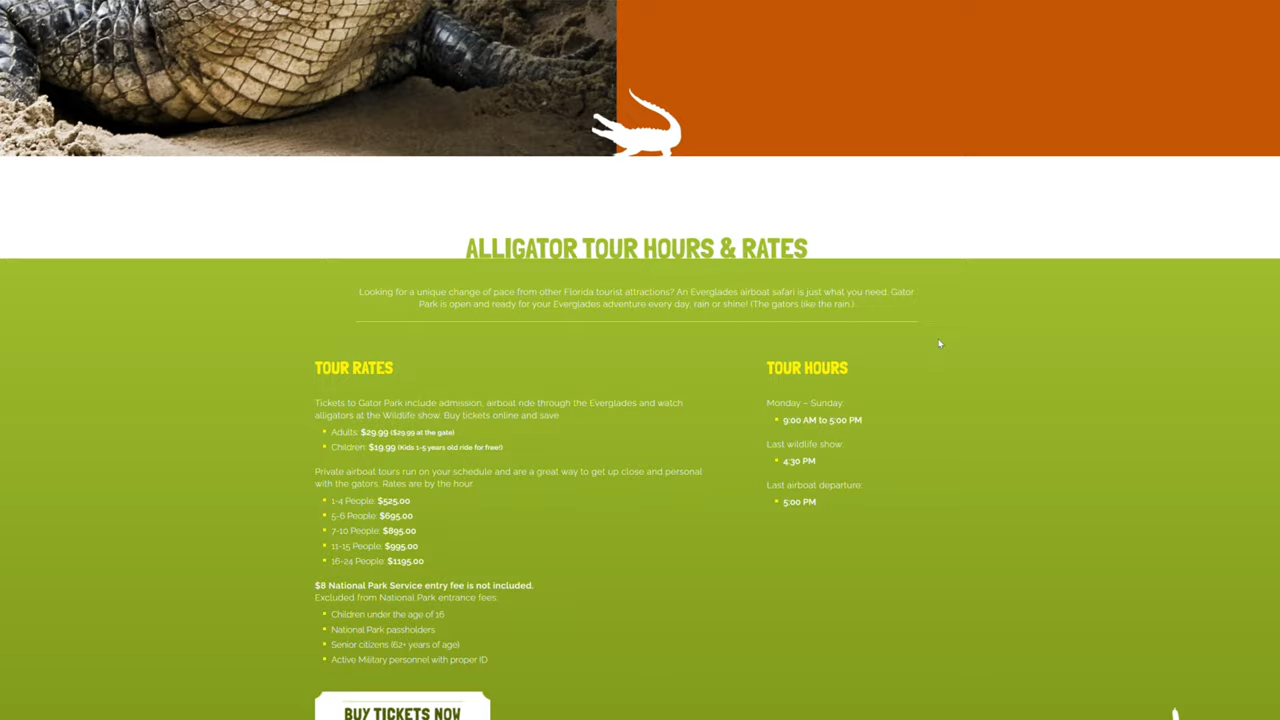 ALLIGATOR TOUR HOURS & RATES
Looking for a unique change of pace from other Florida tourist attractions? An Everglades airboat safari is just what you need. Gator
Park is open and ready for your Everglades adventure every day, rain or shine! (The gators like the rain.)
TOUR RATES
Tickets to Gator Park include admission, airboat ride through the Everglades and watch
alligators at the Wildlife show. Buy tickets online and save
Adults: $29.99 ($29.99 at the gate)
Children: $19.99 (Kids 1-5 years old ride for free!)
Private airboat tours run on your schedule and are a great way to get up close and personal
with the gators. Rates are by the hour
1-4 People: $525.00
5-6 People: $695.00
7-10 People: $895.00
11-15 People: $995.00
16-24 People: $1195.00
$8 National Park Service entry fee is not included.
Excluded from National Park entrance fees:
Children under the age of 16
National Park passholders
Senior citizens (62+ years of age)
Active Military personnel with proper ID
BUY TICKETS NOW
TOUR HOURS
Monday – Sunday:
9:00 AM to 5:00 PM
Last wildlife show:
4:30 PM
Last airboat departure:
5:00 PM